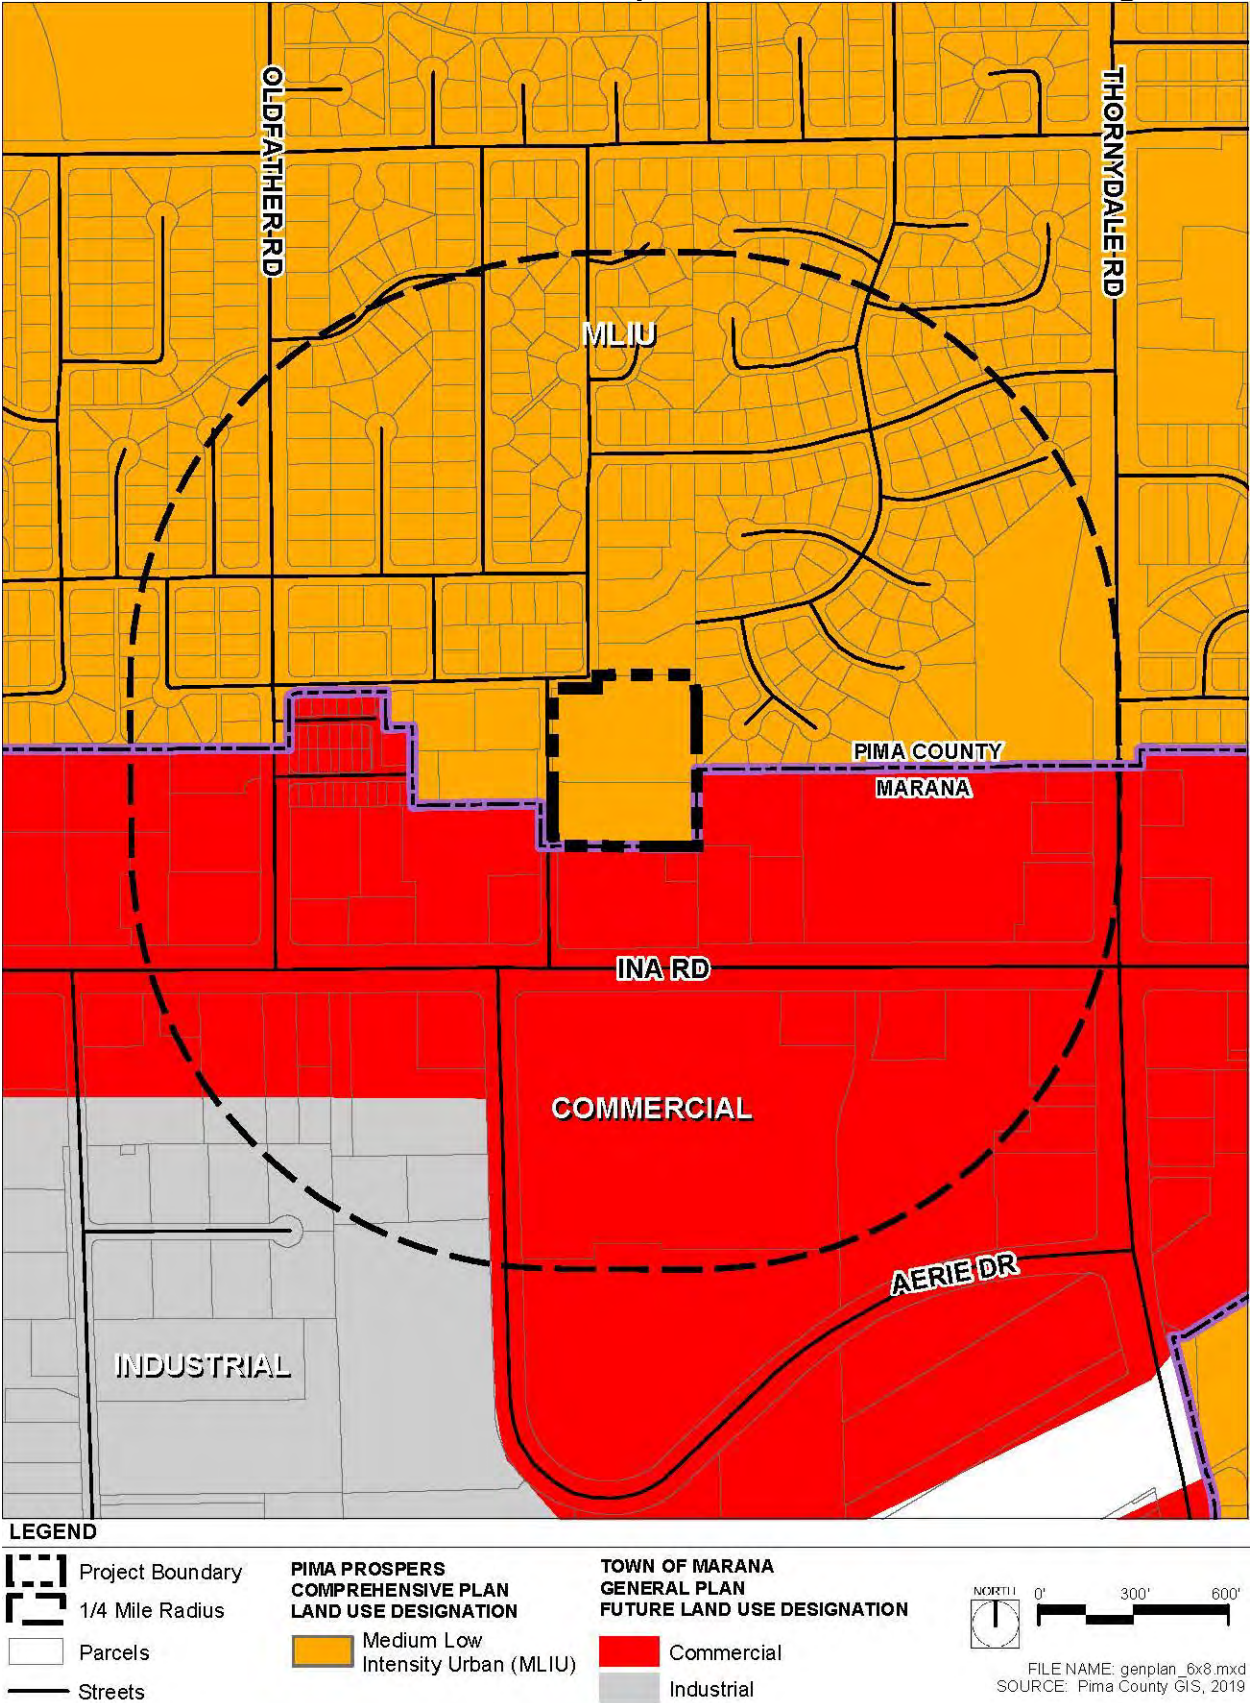 OLDFATHER RD
THORNYDALE RD
MLIU
PIMA COUNTY
MARANA
INA RD
COMMERCIAL
AERIE DR
INDUSTRIAL
LEGEND
Project Boundary
1/4 Mile Radius
Parcels
Streets
PIMA PROSPERS
COMPREHENSIVE PLAN
LAND USE DESIGNATION
Medium Low
Intensity Urban (MLIU)
TOWN OF MARANA
GENERAL PLAN
FUTURE LAND USE DESIGNATION
Commercial
Industrial
NORTH
0' 300' 600'
FILE NAME: genplan_6x8.mxd
SOURCE: Pima County GIS, 2019